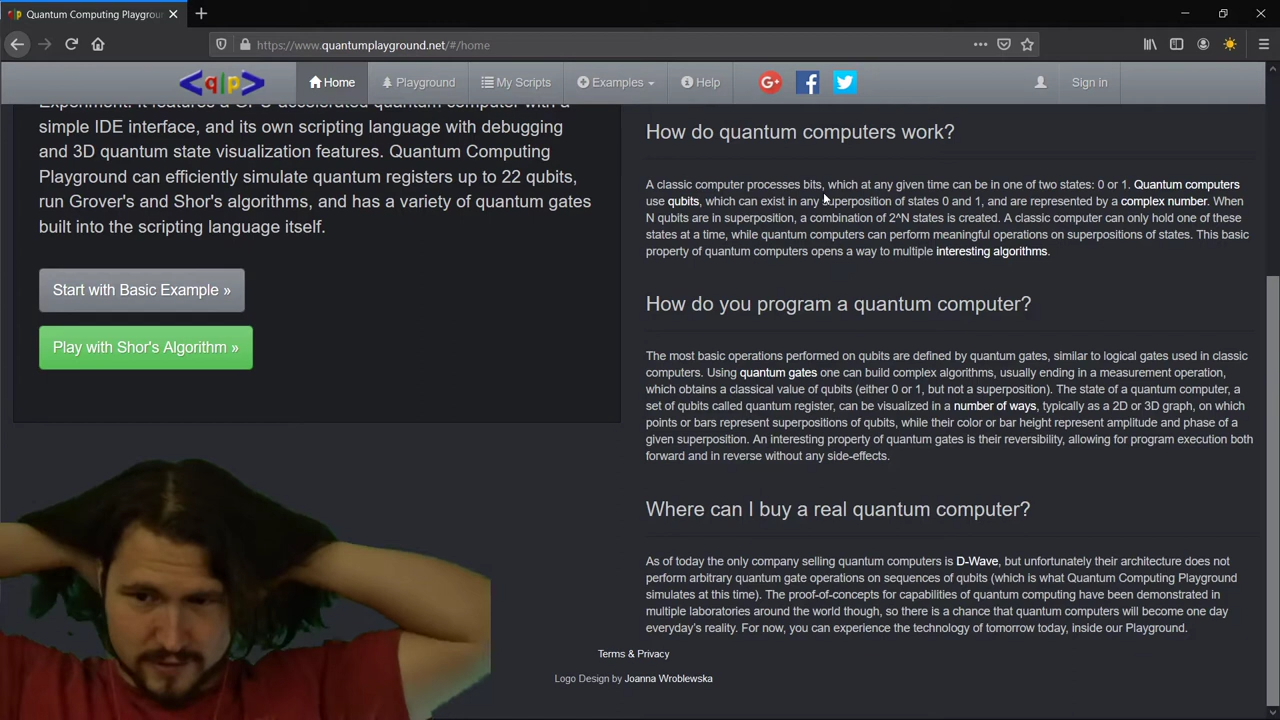 Quantum Computing Playgroun
https://www.quantumplayground.net/#/home
<q|p>
Home
Playground
My Scripts
Examples
Help
Sign in
simple IDE interface, and its own scripting language with debugging
and 3D quantum state visualization features. Quantum Computing
Playground can efficiently simulate quantum registers up to 22 qubits,
run Grover's and Shor's algorithms, and has a variety of quantum gates
built into the scripting language itself.
Start with Basic Example »
Play with Shor's Algorithm »
How do quantum computers work?
A classic computer processes bits, which at any given time can be in one of two states: 0 or 1. Quantum computers
use qubits, which can exist in any superposition of states 0 and 1, and are represented by a complex number. When
N qubits are in superposition, a combination of 2^N states is created. A classic computer can only hold one of these
states at a time, while quantum computers can perform meaningful operations on superpositions of states. This basic
property of quantum computers opens a way to multiple interesting algorithms.
How do you program a quantum computer?
The most basic operations performed on qubits are defined by quantum gates, similar to logical gates used in classic
computers. Using quantum gates one can build complex algorithms, usually ending in a measurement operation,
which obtains a classical value of qubits (either 0 or 1, but not a superposition). The state of a quantum computer, a
set of qubits called quantum register, can be visualized in a number of ways, typically as a 2D or 3D graph, on which
points or bars represent superpositions of qubits, while their color or bar height represent amplitude and phase of a
given superposition. An interesting property of quantum gates is their reversibility, allowing for program execution both
forward and in reverse without any side-effects.
Where can I buy a real quantum computer?
As of today the only company selling quantum computers is D-Wave, but unfortunately their architecture does not
perform arbitrary quantum gate operations on sequences of qubits (which is what Quantum Computing Playground
simulates at this time). The proof-of-concepts for capabilities of quantum computing have been demonstrated in
multiple laboratories around the world though, so there is a chance that quantum computers will become one day
everyday's reality. For now, you can experience the technology of tomorrow today, inside our Playground.
Terms & Privacy
Logo Design by Joanna Wroblewska